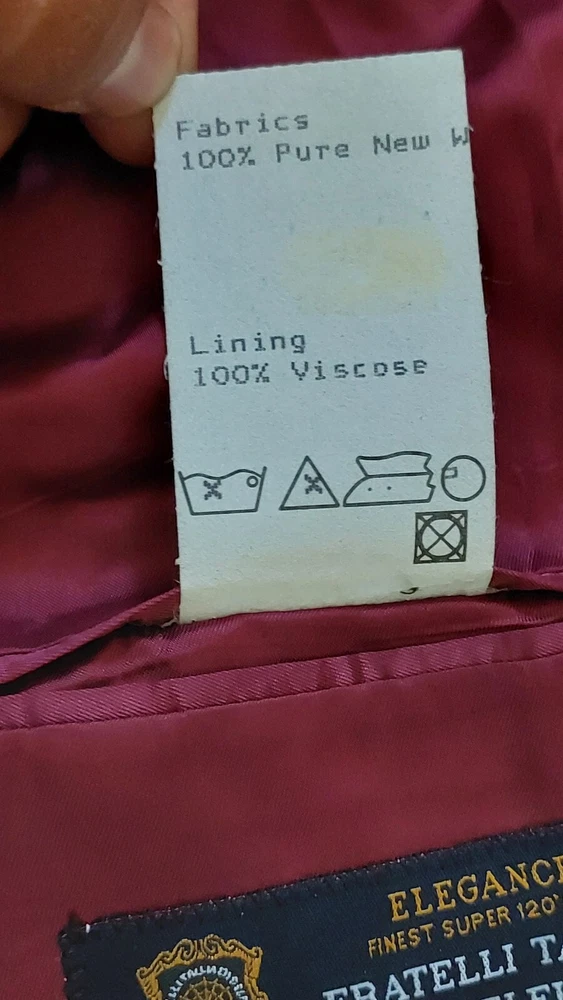 Fabrics
100% Pure New W
Lining
100% Viscose
ELEGANCE
FINEST SUPER 120'
FRATELLI TA